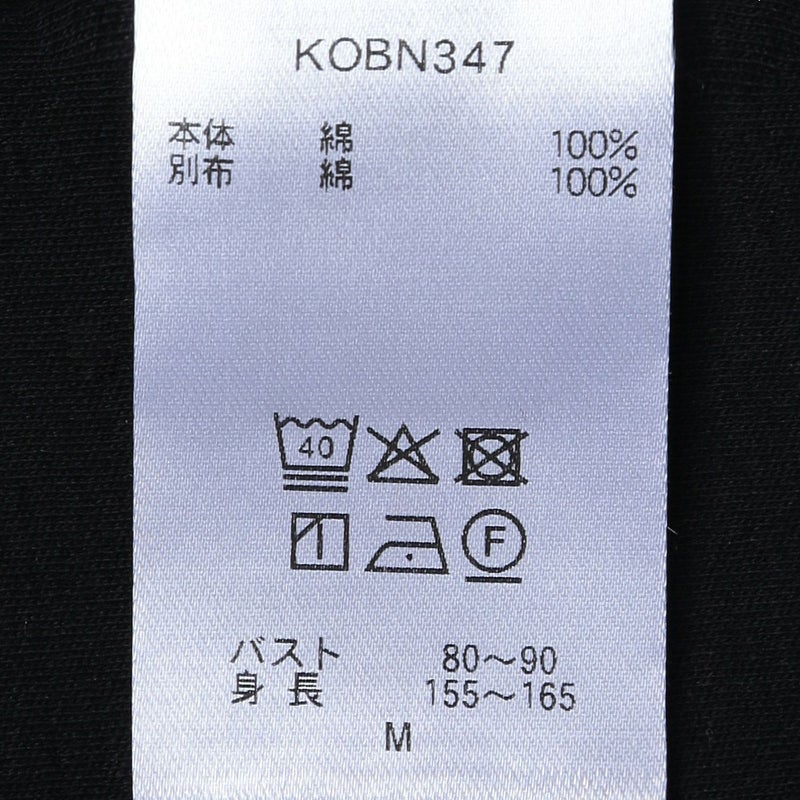 KOBN347
本体 綿 100%
別布 綿 100%
40
F
バスト 80～90
身長 155～165
M